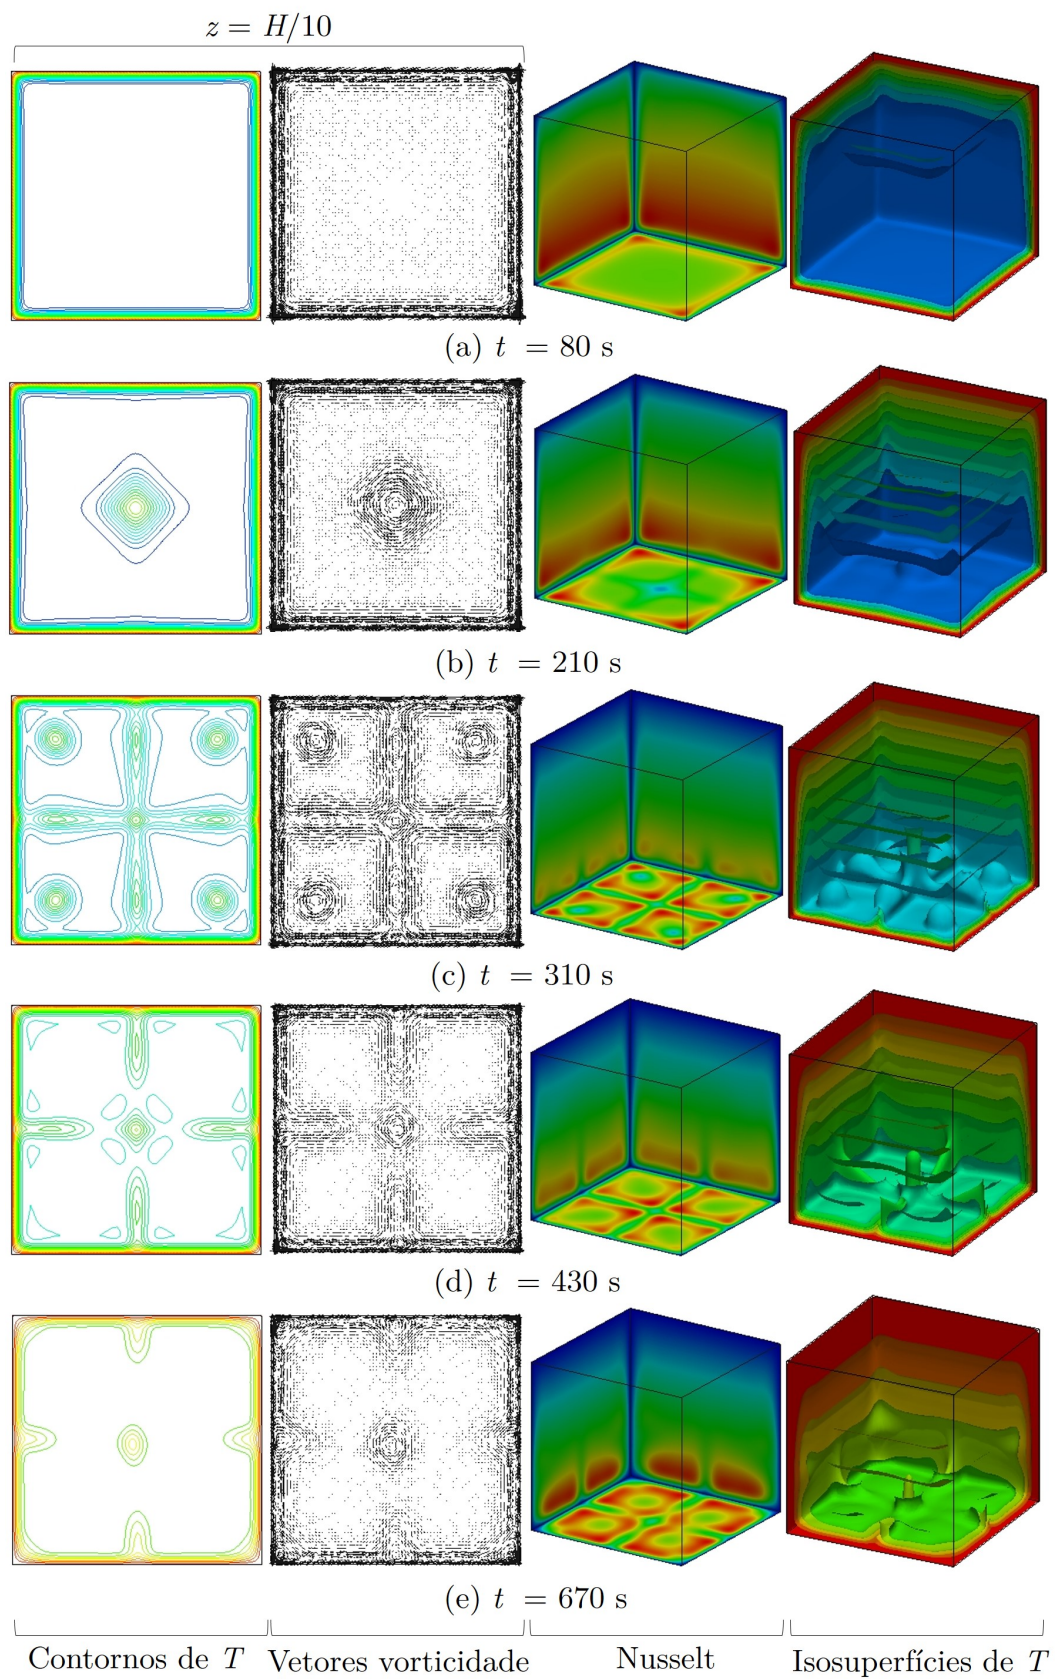 z = H/10
(a) t = 80 s
(b) t = 210 s
(c) t = 310 s
(d) t = 430 s
(e) t = 670 s
Contornos de T Vetores vorticidade Nusselt Isosuperfícies de T